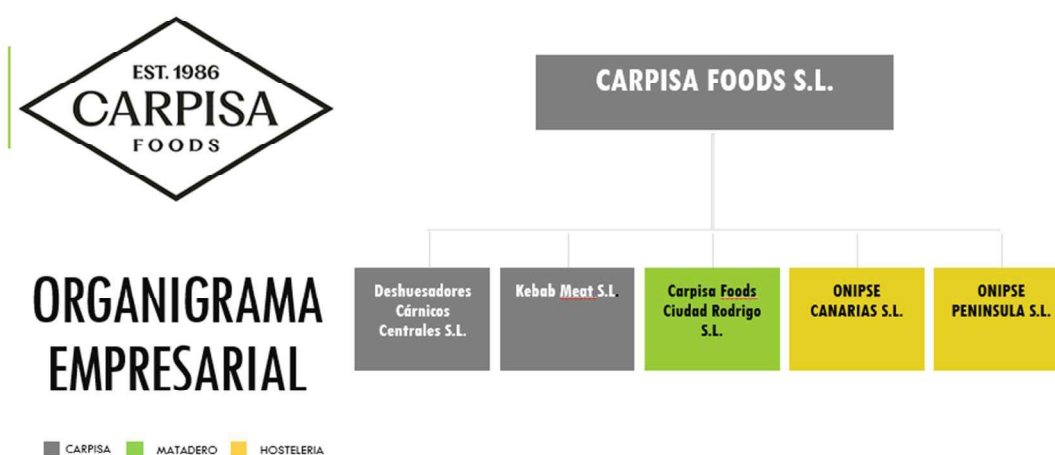 EST. 1986
CARPISA
FOODS
ORGANIGRAMA
EMPRESARIAL
CARPISA
MATADERO
HOSTELERIA
CARPISA FOODS S.L.
Deshuesadores
Cárnicos
Centrales S.L.
Kebab Meat S.L.
Carpisa Foods
Ciudad Rodrigo
S.L.
ONIPSE
CANARIAS S.L.
ONIPSE
PENINSULA S.L.